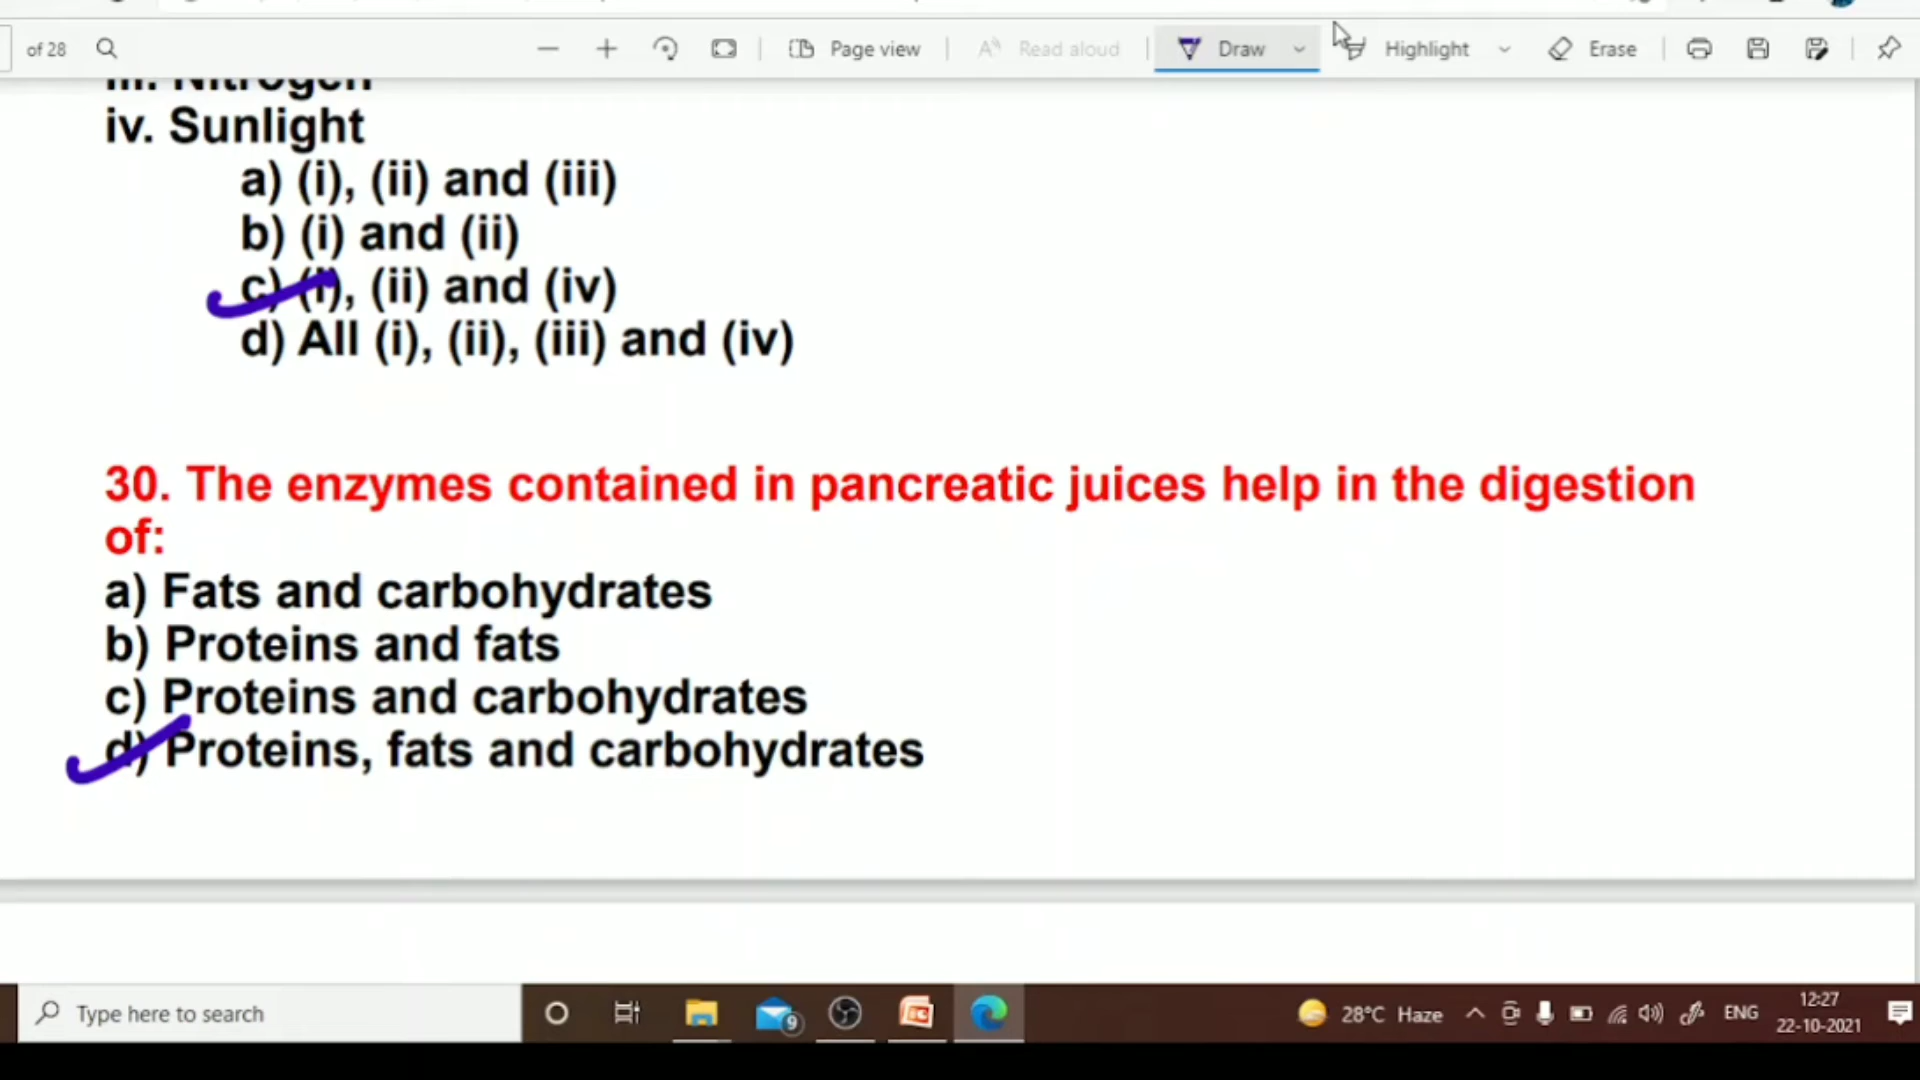 of 28
Page view
Read aloud
Draw
Highlight
Erase
iii. Nitrogen
iv. Sunlight
a) (i), (ii) and (iii)
b) (i) and (ii)
c) (i), (ii) and (iv)
d) All (i), (ii), (iii) and (iv)
30. The enzymes contained in pancreatic juices help in the digestion
of:
a) Fats and carbohydrates
b) Proteins and fats
c) Proteins and carbohydrates
d) Proteins, fats and carbohydrates
Type here to search
9
28°C Haze
ENG
12:27
22-10-2021